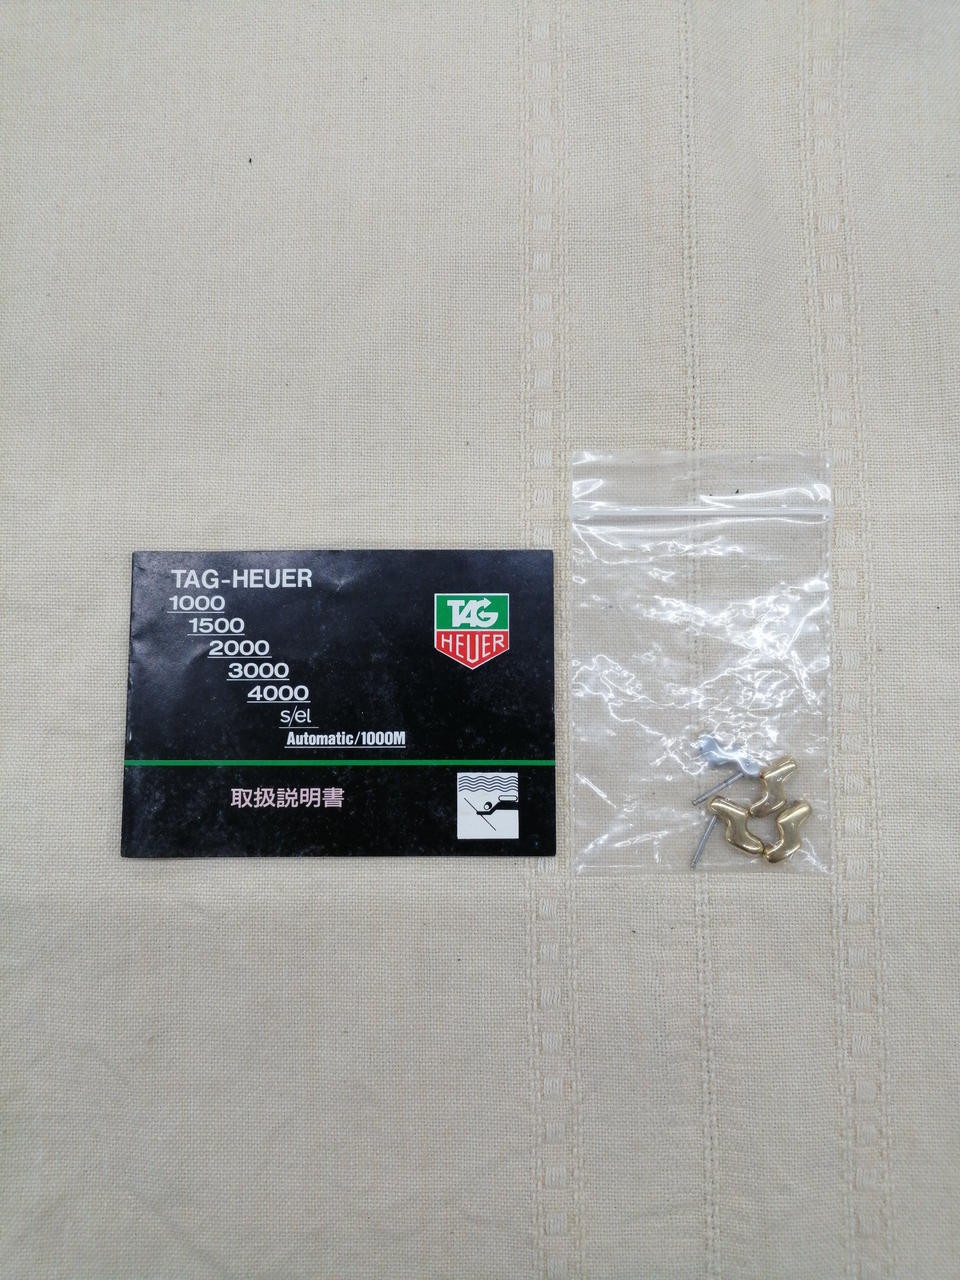 TAG-HEUER
1000
1500
2000
3000
4000
s/el
Automatic/1000M
TAG
HEUER
取扱説明書